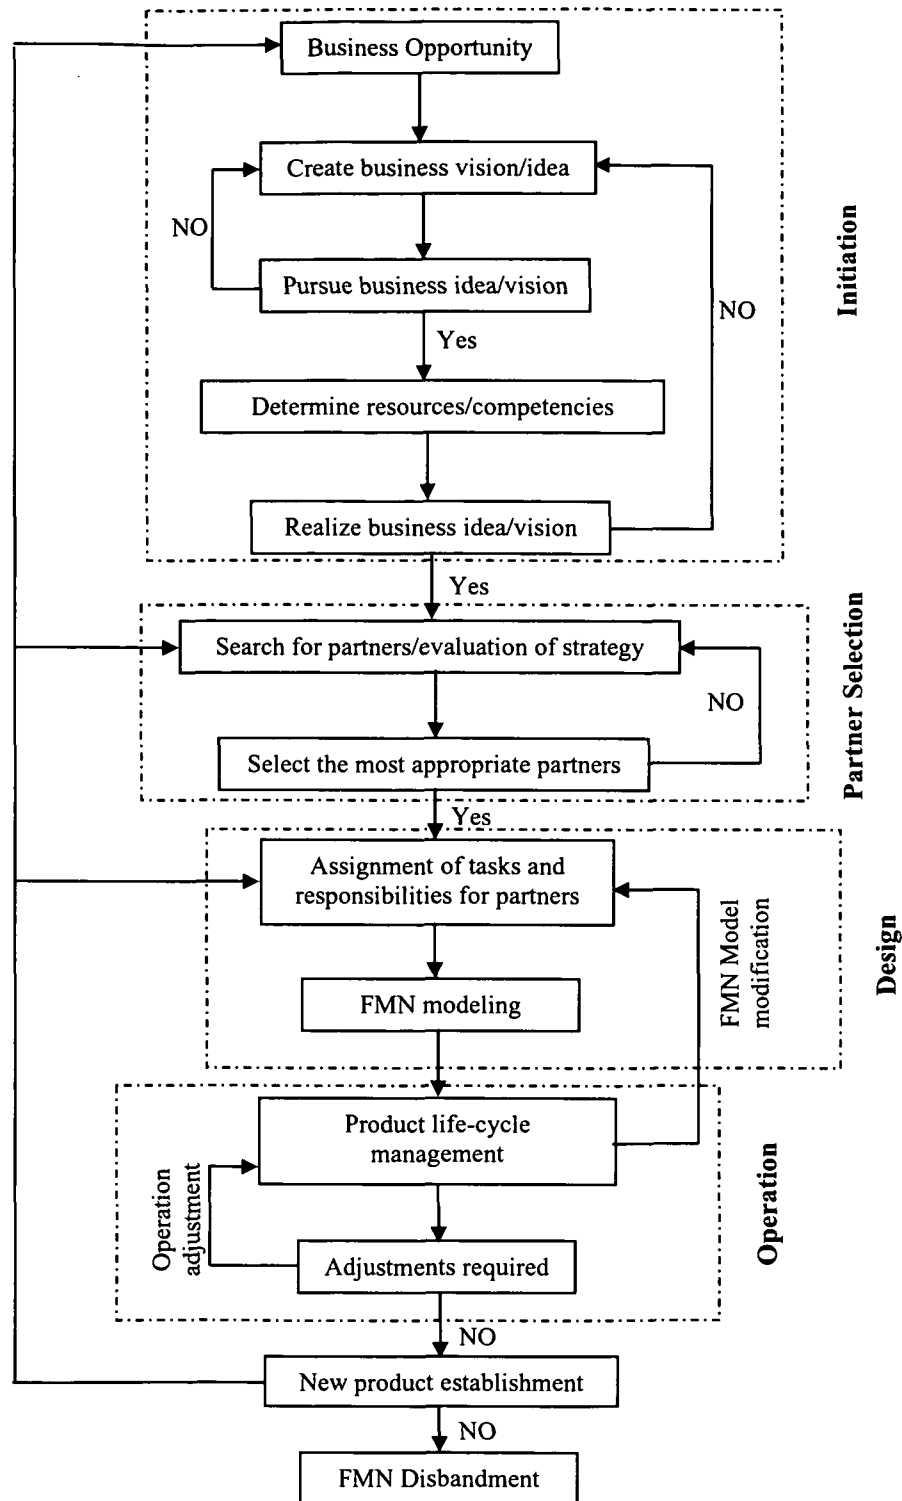 Business Opportunity
Create business vision/idea
NO
Pursue business idea/vision
Yes
NO
Initiation
Determine resources/competencies
Realize business idea/vision
Yes
Search for partners/evaluation of strategy
NO
Partner Selection
Select the most appropriate partners
Yes
Assignment of tasks and
responsibilities for partners
FMN Model
modification
Design
FMN modeling
Product life-cycle
management
Operation
adjustment
Operation
Adjustments required
NO
New product establishment
NO
FMN Disbandment